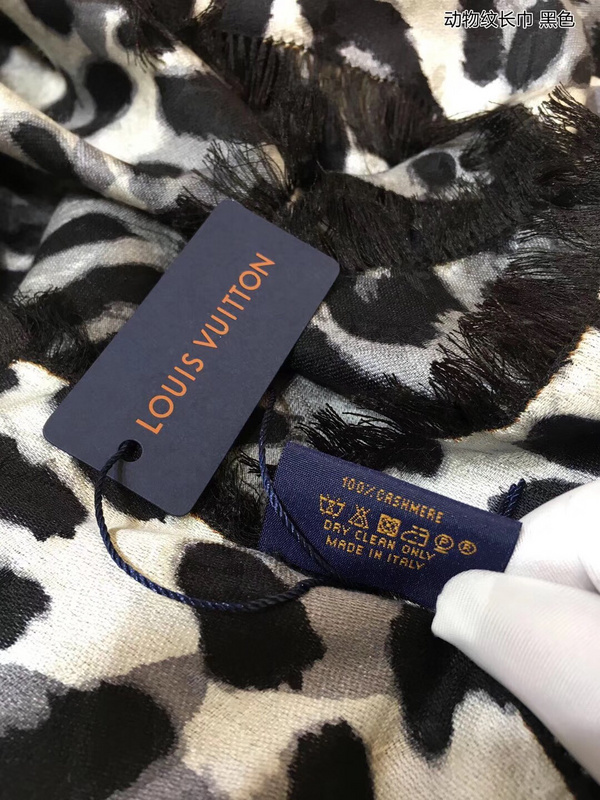 动物纹长巾 黑色
LOUIS VUITTON
100% CASHMERE
DRY CLEAN ONLY
MADE IN ITALY